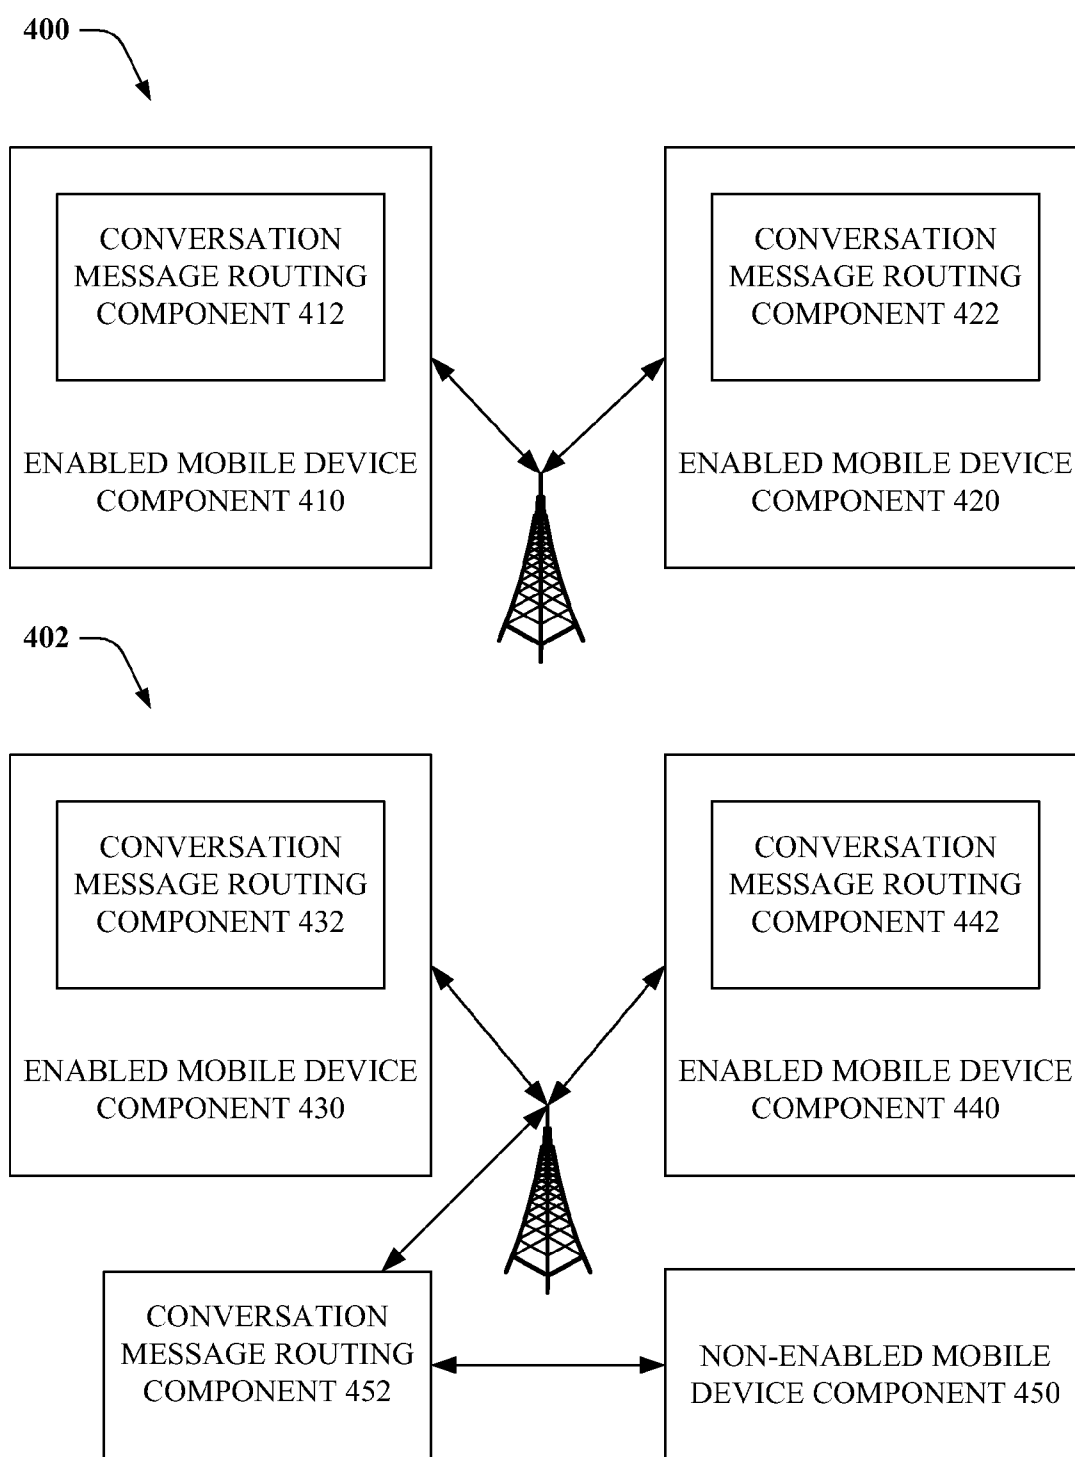 400
CONVERSATION
MESSAGE ROUTING
COMPONENT 412
ENABLED MOBILE DEVICE
COMPONENT 410
CONVERSATION
MESSAGE ROUTING
COMPONENT 422
ENABLED MOBILE DEVICE
COMPONENT 420
402
CONVERSATION
MESSAGE ROUTING
COMPONENT 432
ENABLED MOBILE DEVICE
COMPONENT 430
CONVERSATION
MESSAGE ROUTING
COMPONENT 442
ENABLED MOBILE DEVICE
COMPONENT 440
CONVERSATION
MESSAGE ROUTING
COMPONENT 452
NON-ENABLED MOBILE
DEVICE COMPONENT 450